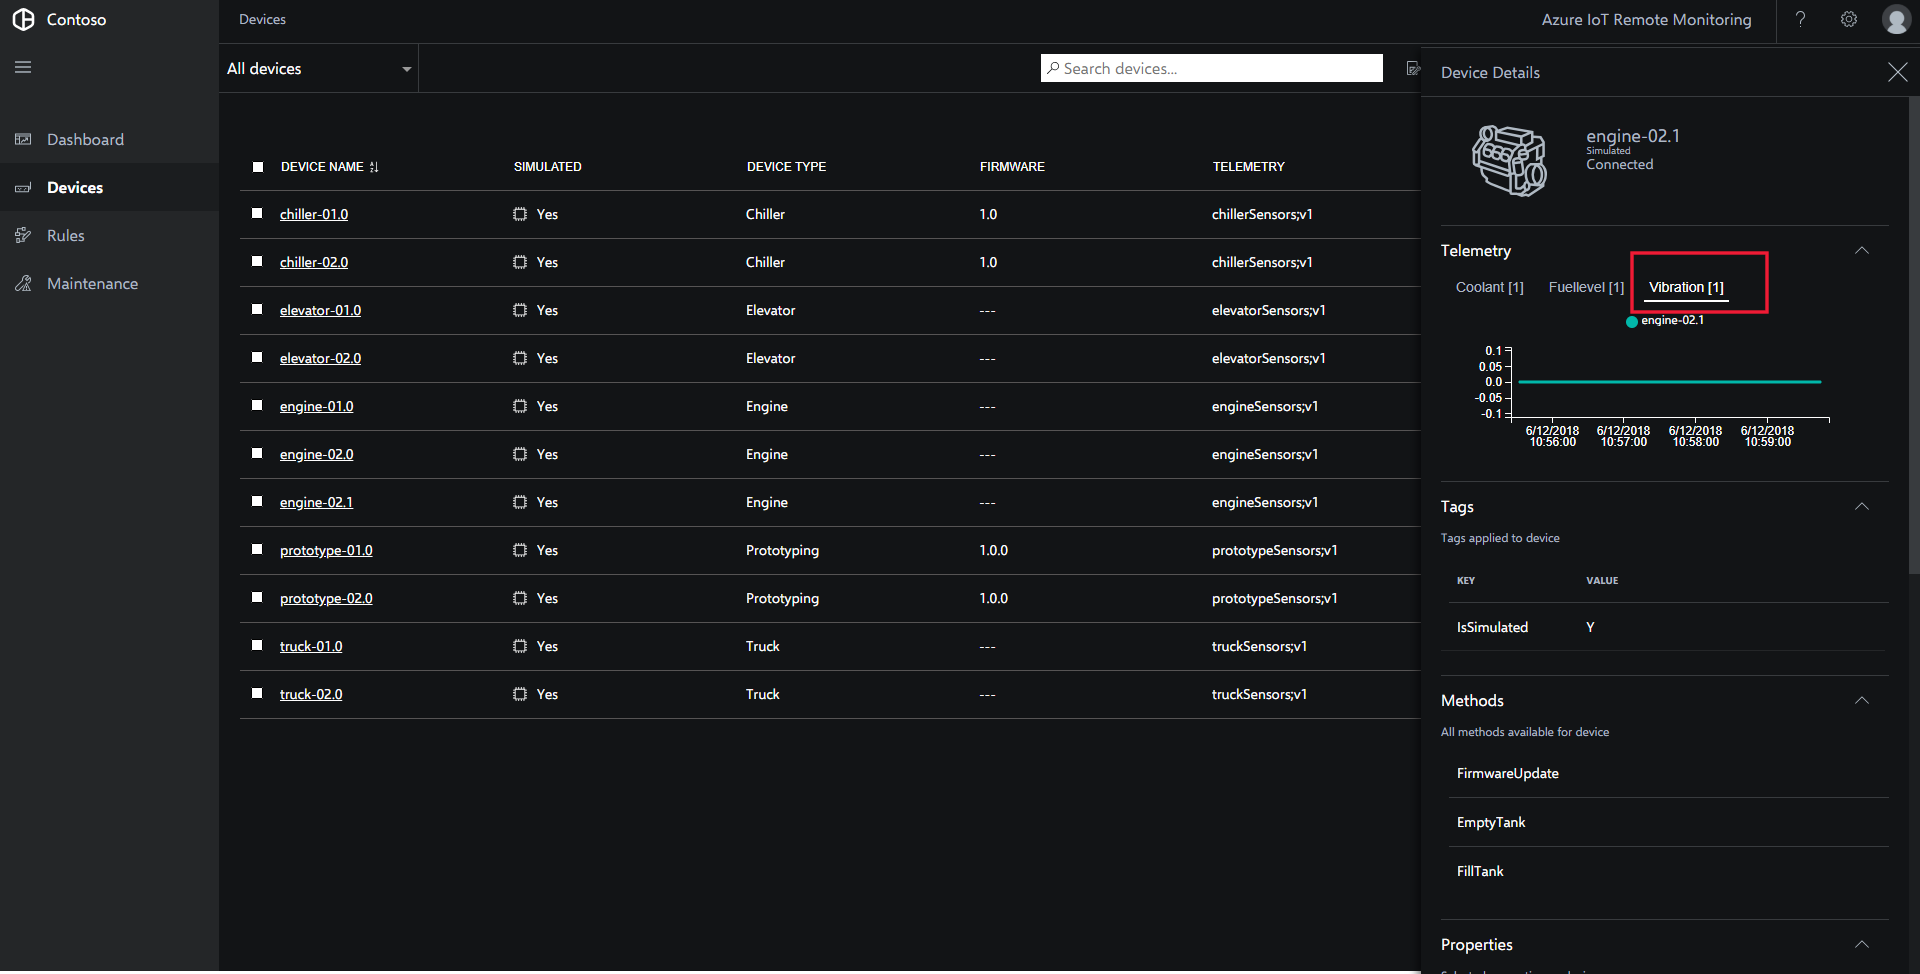 Contoso
Devices
Azure IoT Remote Monitoring
?
All devices
Search devices...
Device Details
Dashboard
Devices
Rules
Maintenance
DEVICE NAME SIMULATED DEVICE TYPE FIRMWARE TELEMETRY
chiller-01.0 Yes Chiller 1.0 chillerSensors;v1
chiller-02.0 Yes Chiller 1.0 chillerSensors;v1
elevator-01.0 Yes Elevator --- elevatorSensors;v1
elevator-02.0 Yes Elevator --- elevatorSensors;v1
engine-01.0 Yes Engine --- engineSensors;v1
engine-02.0 Yes Engine --- engineSensors;v1
engine-02.1 Yes Engine --- engineSensors;v1
prototype-01.0 Yes Prototyping 1.0.0 prototypeSensors;v1
prototype-02.0 Yes Prototyping 1.0.0 prototypeSensors;v1
truck-01.0 Yes Truck --- truckSensors;v1
truck-02.0 Yes Truck --- truckSensors;v1
engine-02.1
Simulated
Connected
Telemetry
Coolant [1] Fuellevel [1] Vibration [1]
engine-02.1
0.1
0.05
0.0
-0.05
-0.1
6/12/2018 6/12/2018 6/12/2018 6/12/2018
10:56:00 10:57:00 10:58:00 10:59:00
Tags
Tags applied to device
KEY VALUE
IsSimulated Y
Methods
All methods available for device
FirmwareUpdate
EmptyTank
FillTank
Properties